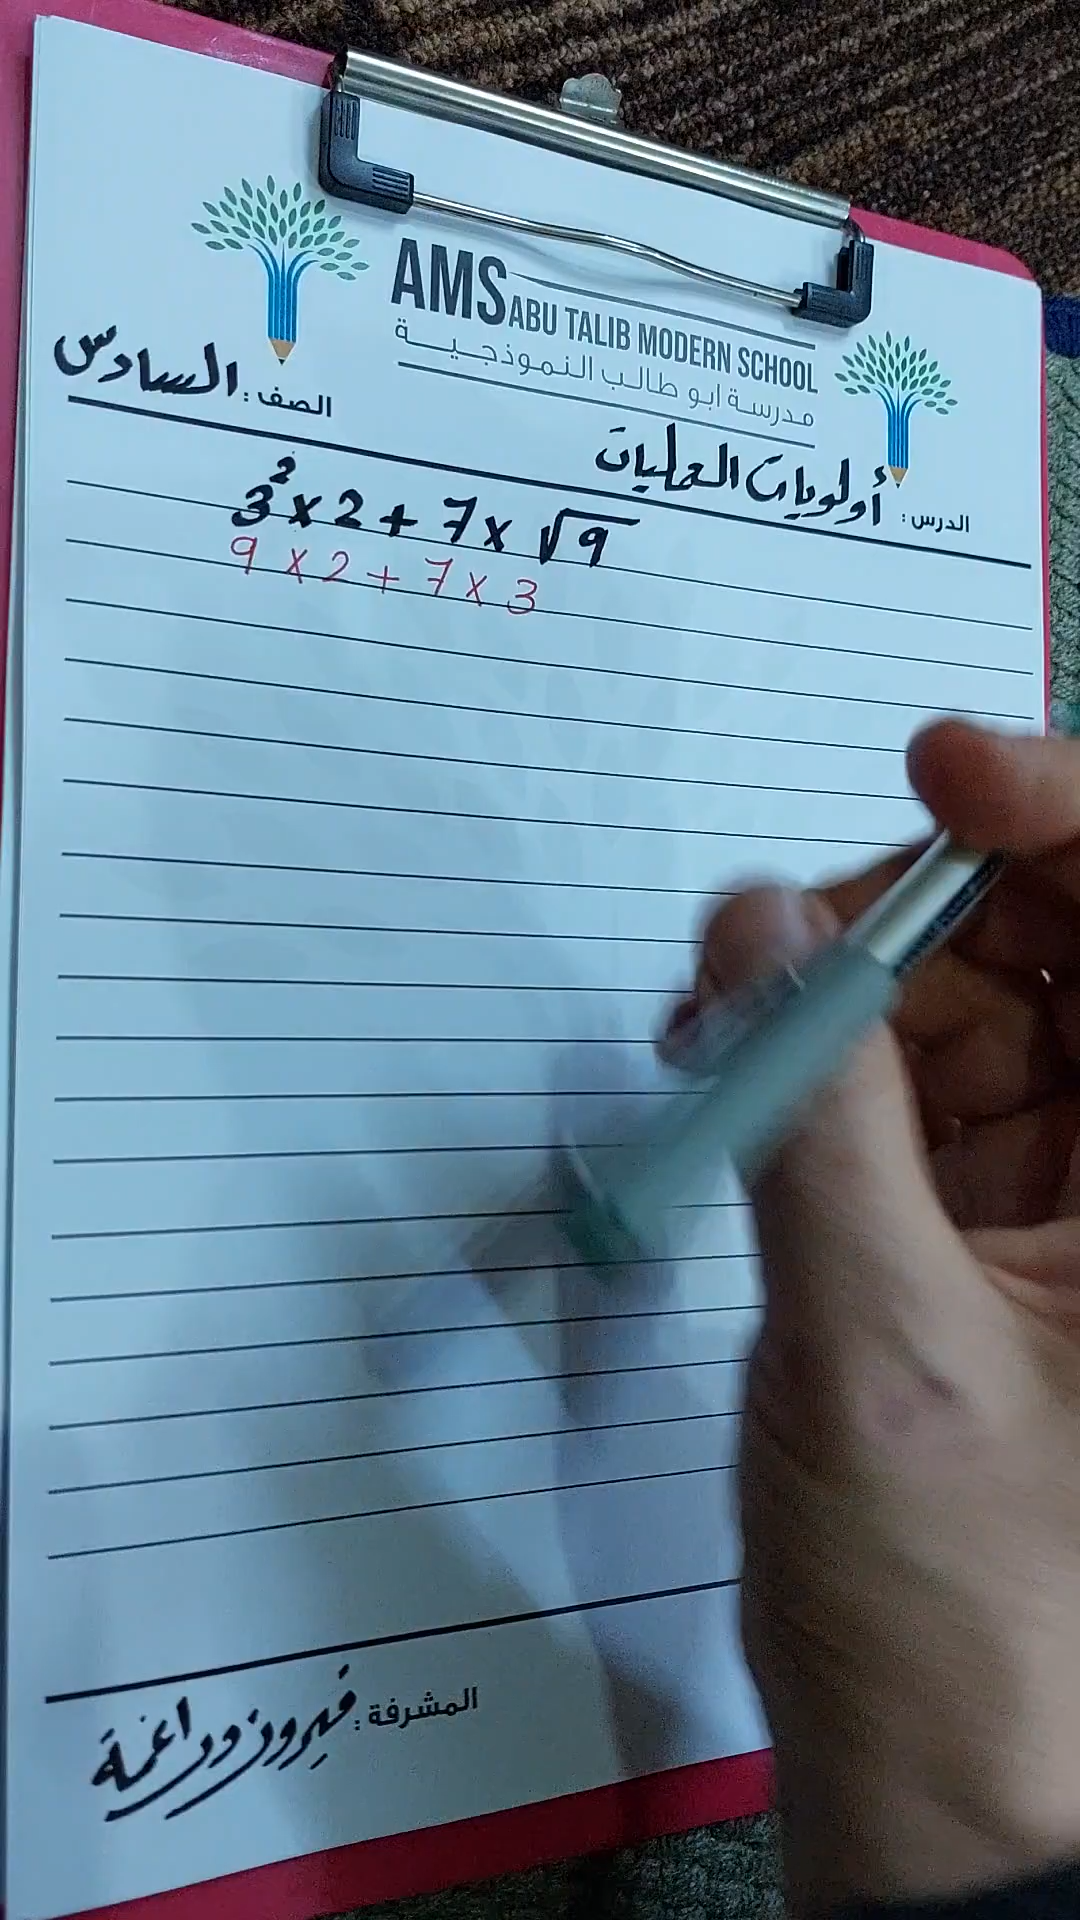 AMS ABU TALIB MODERN SCHOOL
مدرسة ابو طالب النموذجية
الصف : السادس
الدرس : أولويات العمليات
3² × 2 + 7 × √9
9 × 2 + 7 × 3
المشرفة : فيروز وراغمة